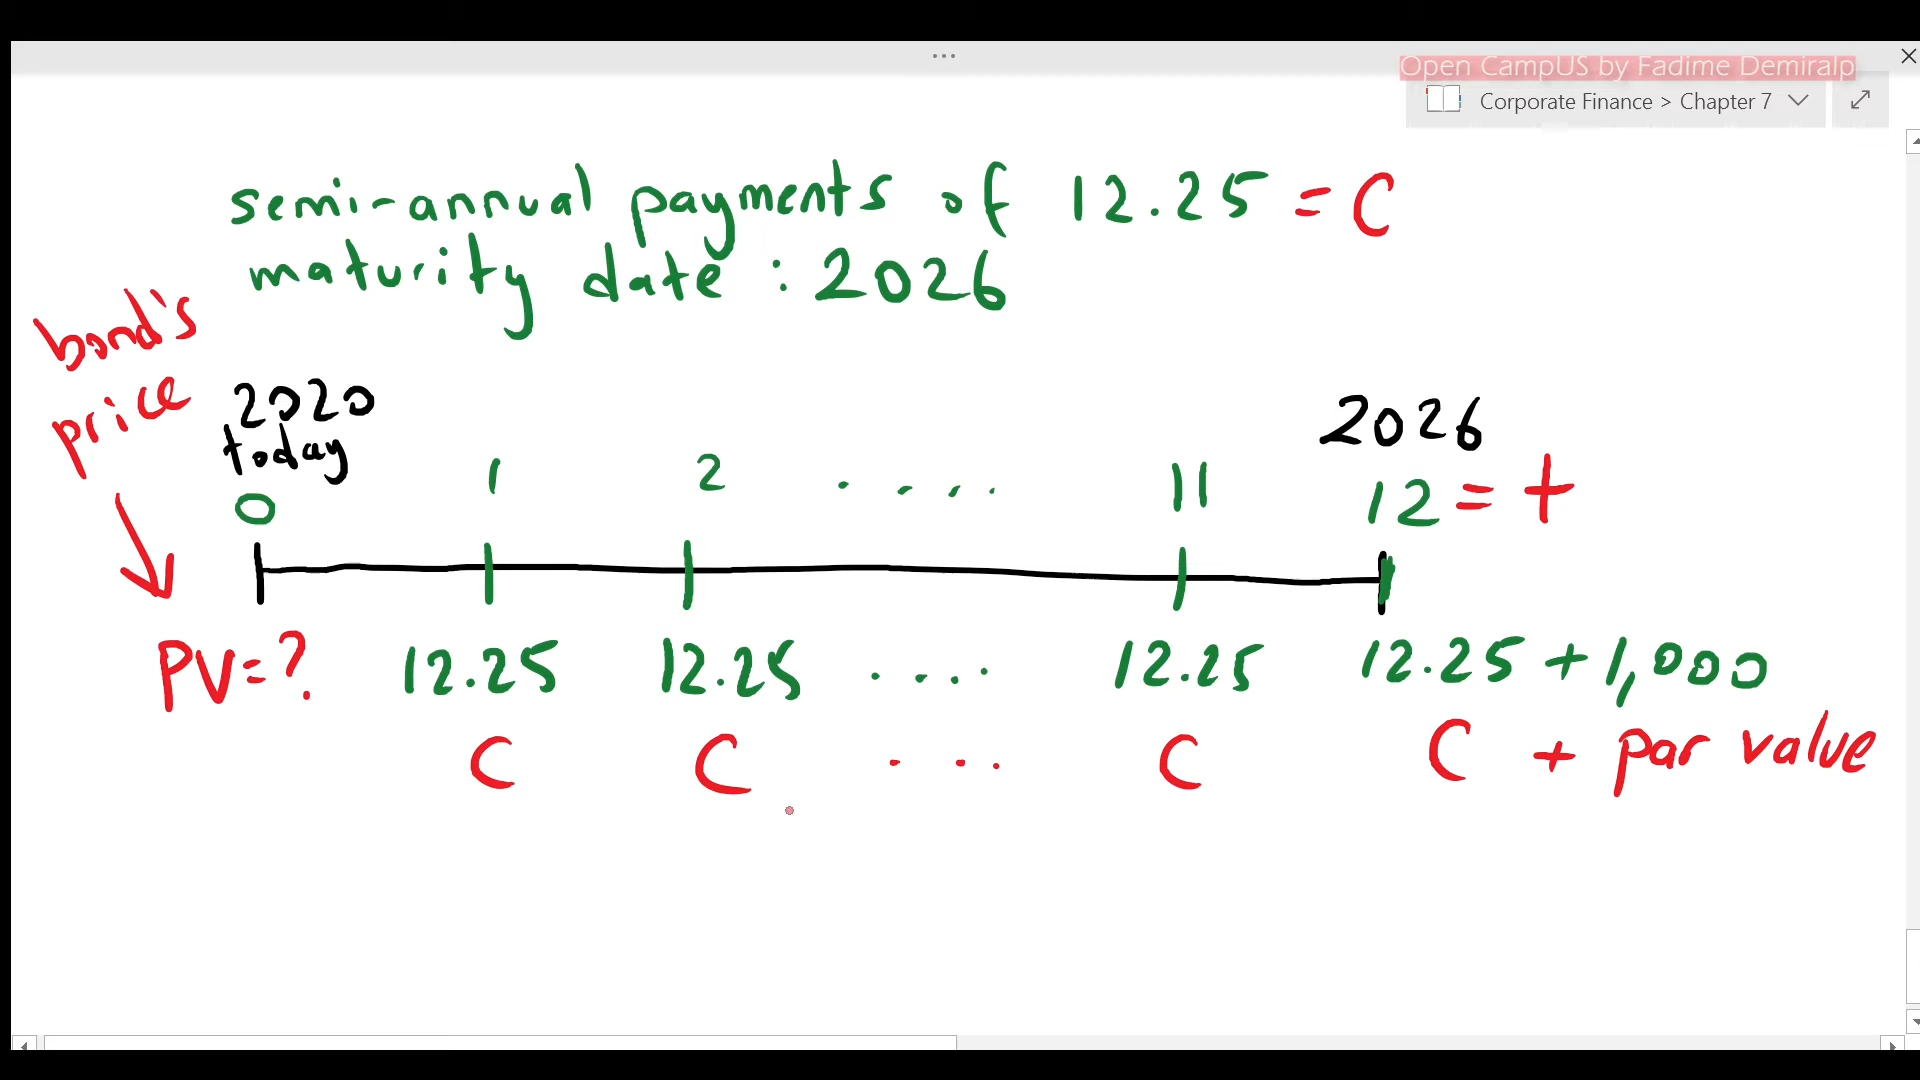 Open CampUS by Fadime Demiralp
Corporate Finance > Chapter 7
semi-annual payments of 12.25 = C
maturity date : 2026
bond's
price
2020
today
2026
0 1 2 .... 11 12 = t
PV=? 12.25 12.25 .... 12.25 12.25 + 1,000
C C ... C C + par value